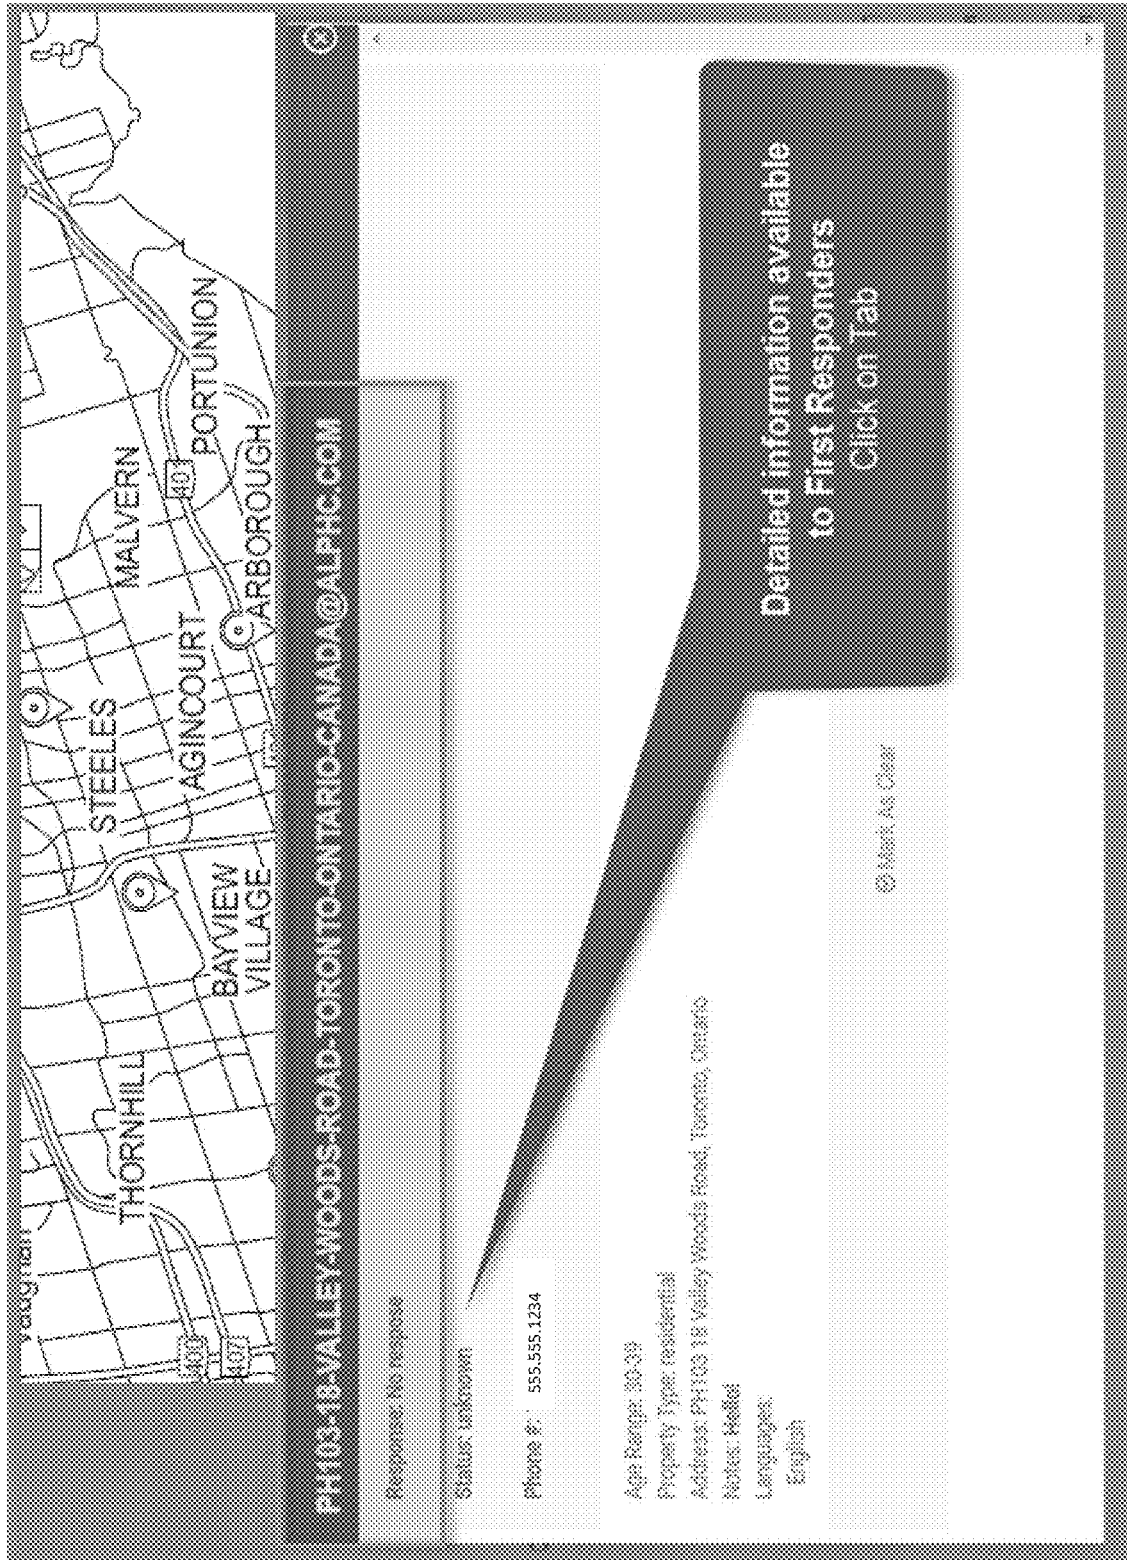 vaughan
THORNHILL
400
407
STEELES
BAYVIEW
VILLAGE
AGINCOURT
MALVERN
401
PORTUNION
ARBOROUGH
PH103-18-VALLEY-WOODS-ROAD-TORONTO-ONTARIO-CANADA@ALPHC.COM
Response: No respose
Status: unknown
Phone #: 555.555.1234
Age Range: 30-39
Property Type: residential
Address: PH103 18 Valley Woods Road, Toronto, Ontario
Notes: Hello!
Languages:
English
Mark As Clear
Detailed information available
to First Responders
Click on Tab